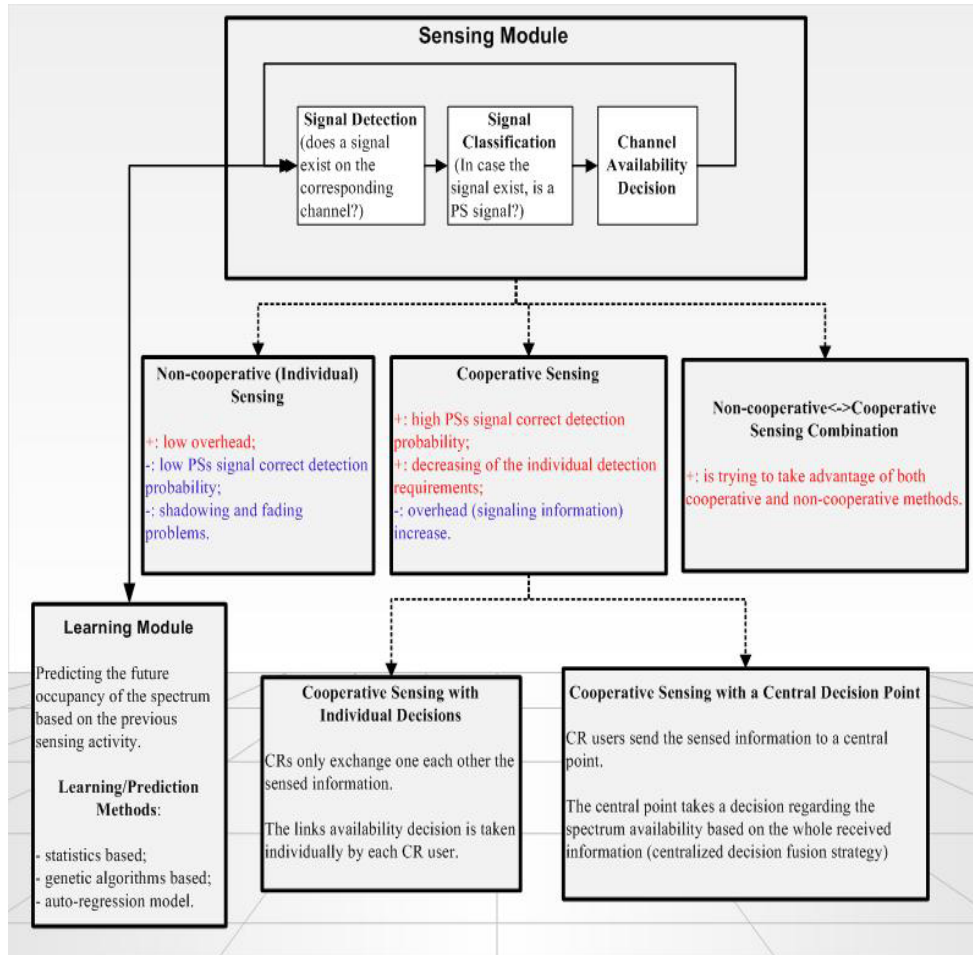 Sensing Module
Signal Detection
(does a signal
exist on the
corresponding
channel?)
Signal
Classification
(In case the
signal exist, is a
PS signal?)
Channel
Availability
Decision
Non-cooperative (Individual)
Sensing
+: low overhead;
-: low PSs signal correct detection
probability;
-: shadowing and fading
problems.
Cooperative Sensing
+: high PSs signal correct detection
probability;
+: decreasing of the individual detection
requirements;
-: overhead (signaling information)
increase.
Non-cooperative<->Cooperative
Sensing Combination
+: is trying to take advantage of both
cooperative and non-cooperative methods.
Learning Module
Predicting the future
occupancy of the spectrum
based on the previous
sensing activity.
Learning/Prediction
Methods:
- statistics based;
- genetic algorithms based;
- auto-regression model.
Cooperative Sensing with
Individual Decisions
CRs only exchange one each other the
sensed information.
The links availability decision is taken
individually by each CR user.
Cooperative Sensing with a Central Decision Point
CR users send the sensed information to a central
point.
The central point takes a decision regarding the
spectrum availability based on the whole received
information (centralized decision fusion strategy)